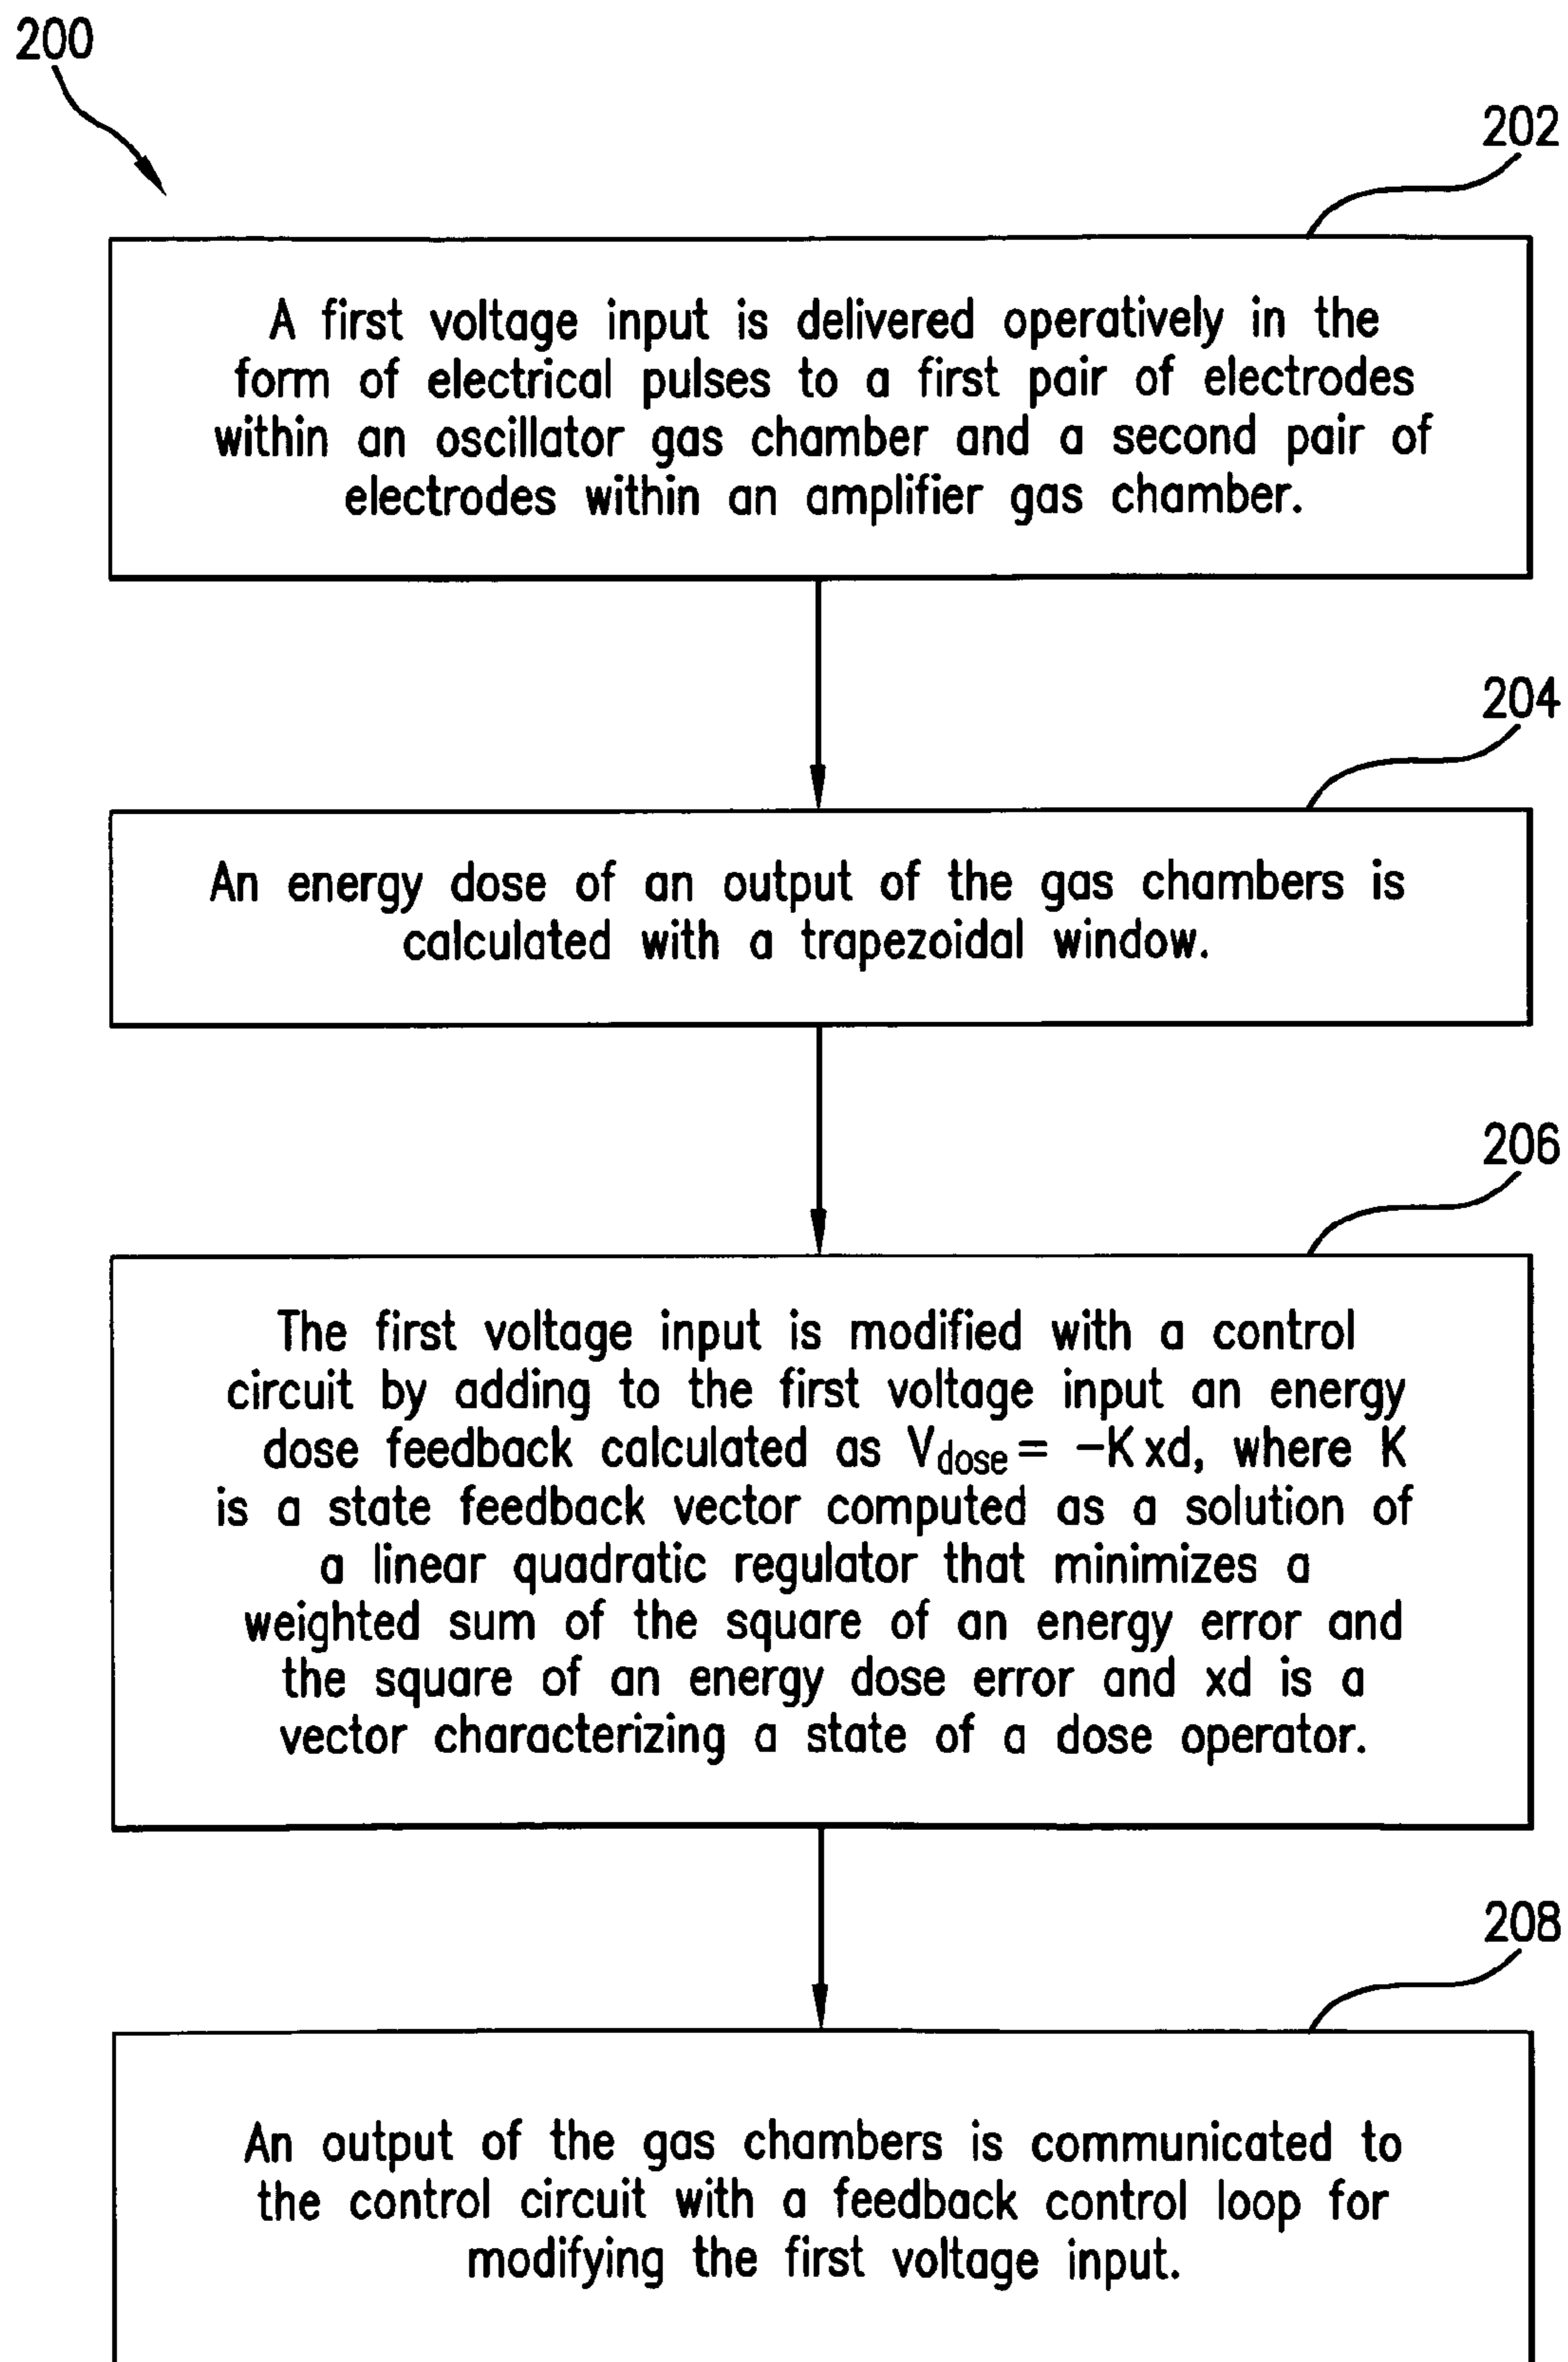 200
202
A first voltage input is delivered operatively in the
form of electrical pulses to a first pair of electrodes
within an oscillator gas chamber and a second pair of
electrodes within an amplifier gas chamber.
204
An energy dose of an output of the gas chambers is
calculated with a trapezoidal window.
206
The first voltage input is modified with a control
circuit by adding to the first voltage input an energy
dose feedback calculated as Vdose = -K xd, where K
is a state feedback vector computed as a solution of
a linear quadratic regulator that minimizes a
weighted sum of the square of an energy error and
the square of an energy dose error and xd is a
vector characterizing a state of a dose operator.
208
An output of the gas chambers is communicated to
the control circuit with a feedback control loop for
modifying the first voltage input.